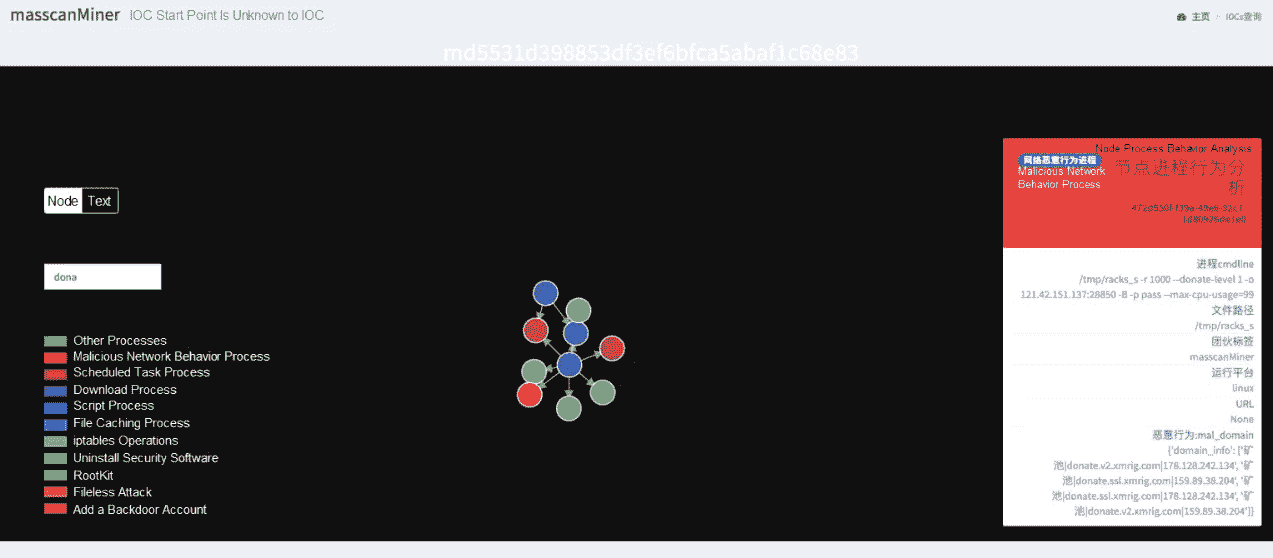 masscanMiner IOC Start Point Is Unknown to IOC
主页 > IOCs查询
md5531d398853df3ef6bfca5abaf1c68e83
Node Text
dona
Other Processes
Malicious Network Behavior Process
Scheduled Task Process
Download Process
Script Process
File Caching Process
iptables Operations
Uninstall Security Software
RootKit
Fileless Attack
Add a Backdoor Account
Node Process Behavior Analysis
网络恶意行为进程
Malicious Network
Behavior Process
节点进程行为分
析
进程cmdline
/tmp/racks_s -r 1000 --donate-level 1 -o
121.42.151.137:28850 -B -p pass --max-cpu-usage=99
文件路径
/tmp/racks_s
团伙标签
masscanMiner
运行平台
linux
URL
None
恶意行为:mal_domain
{'domain_info': ['矿
池|donate.v2.xmrig.com|178.128.242.134', '矿
池|donate.ssl.xmrig.com|159.89.38.204', '矿
池|donate.ssl.xmrig.com|178.128.242.134', '矿
池|donate.v2.xmrig.com|159.89.38.204']}